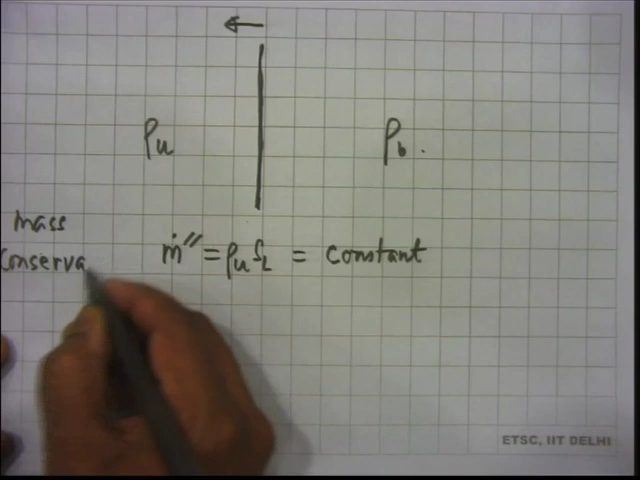 ρu ρb.
mass
conserva ṁ″ = ρu SL = constant
ETSC, IIT DELHI